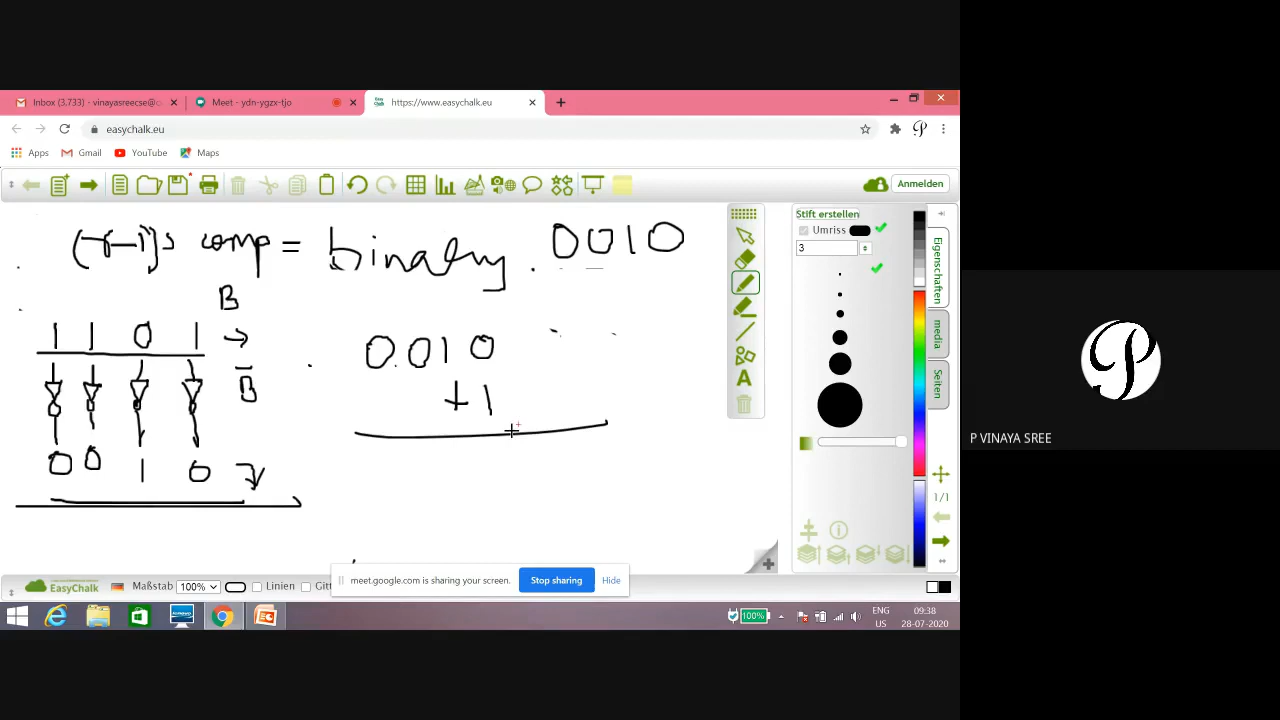 Inbox (3,733) - vinayasreecse@
Meet - ydn-ygzx-tjo
https://www.easychalk.eu
easychalk.eu
Apps Gmail YouTube Maps
Anmelden
Stift erstellen
Umriss
3
Eigenschaften
media
Seiten
(r-1)'s comp = binary. 0010
B
1 1 0 1 →
B̅
0 0 1 0
0.010
+1
P VINAYA SREE
1/1
EasyChalk Maßstab 100% Linien Gitt
meet.google.com is sharing your screen. Stop sharing Hide
100% ENG US 09:38 28-07-2020